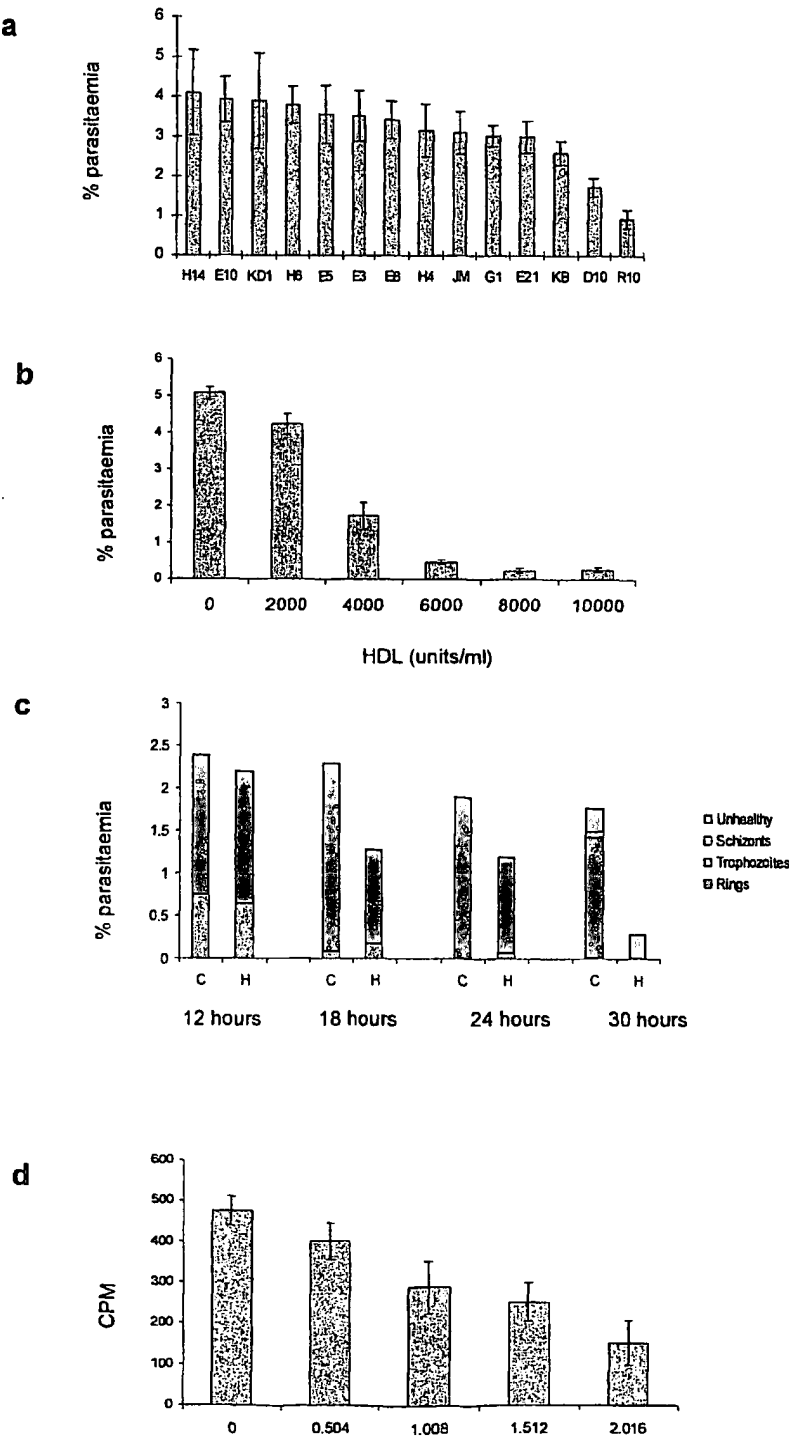 a
% parasitaemia
6
5
4
3
2
1
0
H14 E10 KD1 H6 E5 E3 E8 H4 JM G1 E21 KB D10 R10
b
% parasitaemia
6
5
4
3
2
1
0
0 2000 4000 6000 8000 10000
HDL (units/ml)
c
% parasitaemia
3
2.5
2
1.5
1
0.5
0
C H C H C H C H
12 hours 18 hours 24 hours 30 hours
Unhealthy
Schizonts
Trophozoites
Rings
d
CPM
600
500
400
300
200
100
0
0 0.504 1.008 1.512 2.016